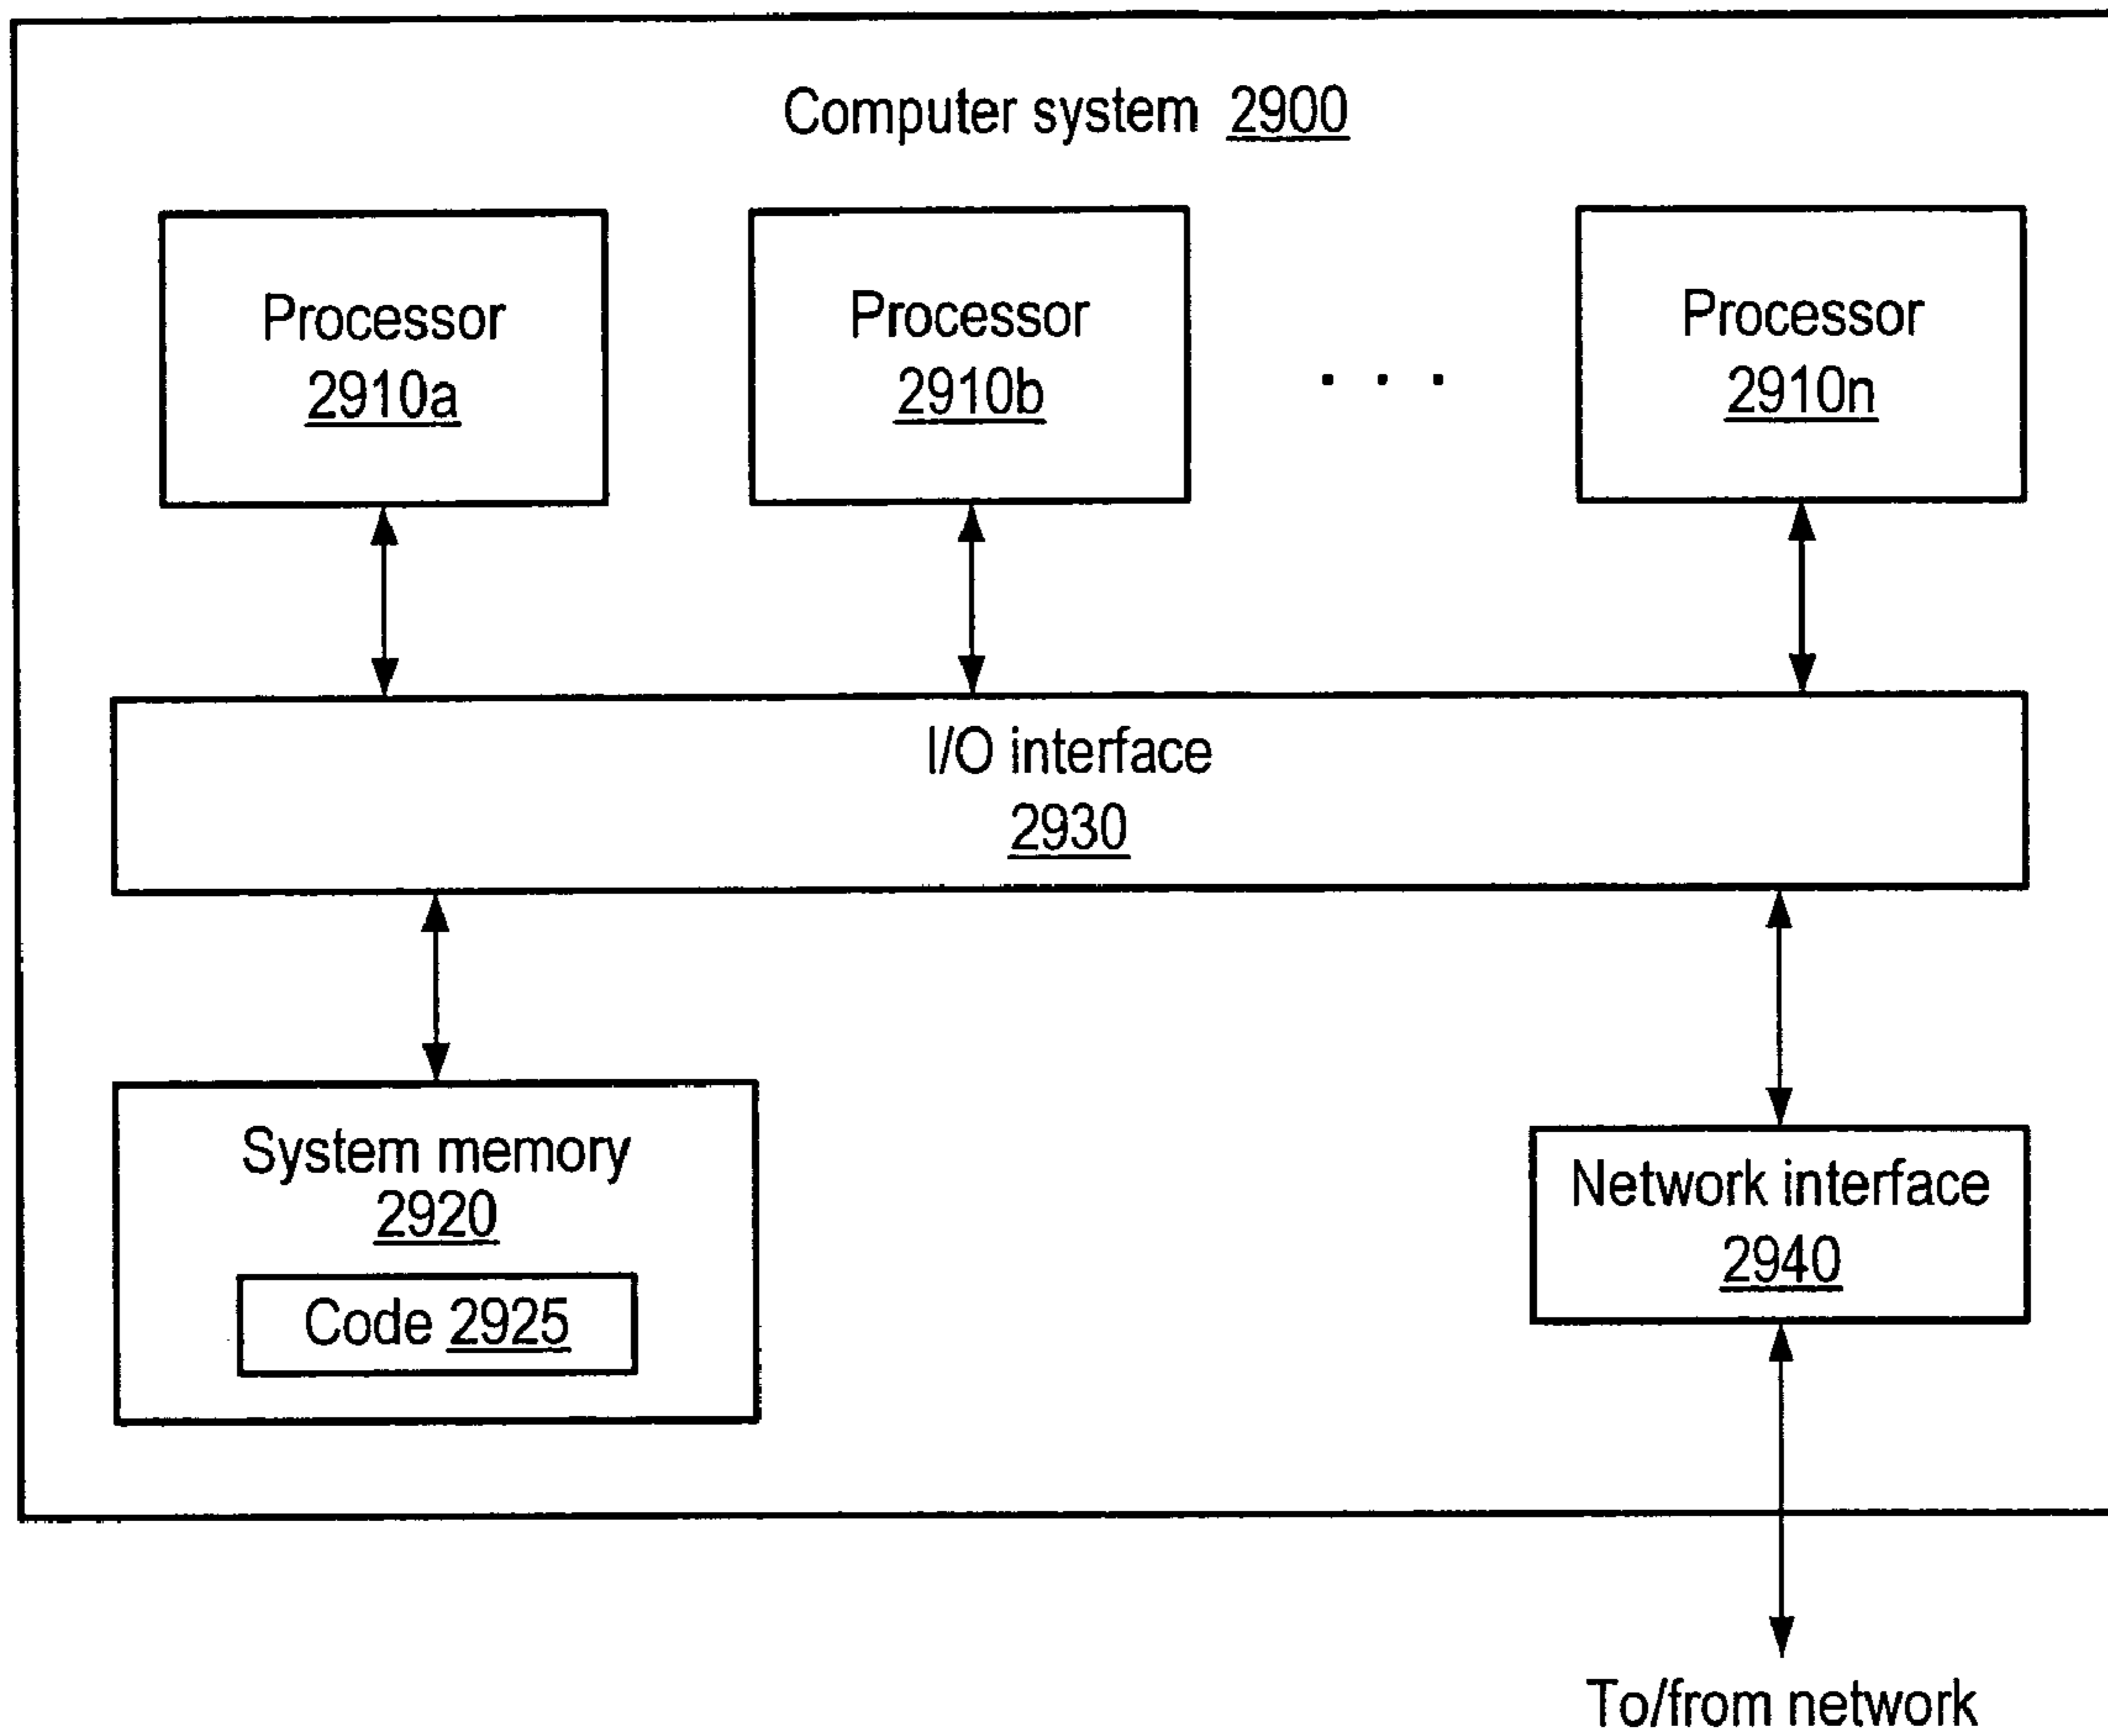 Computer system 2900
Processor
2910a
Processor
2910b
. . .
Processor
2910n
I/O interface
2930
System memory
2920
Code 2925
Network interface
2940
To/from network